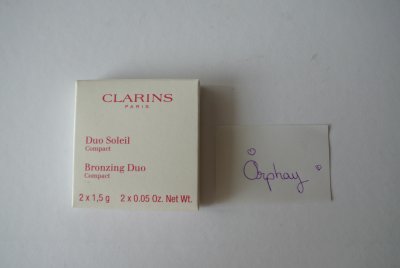 CLARINS
PARIS
Duo Soleil
Compact
Bronzing Duo
Compact
2 x 1,5 g 2 x 0.05 Oz. Net Wt.
Orphay